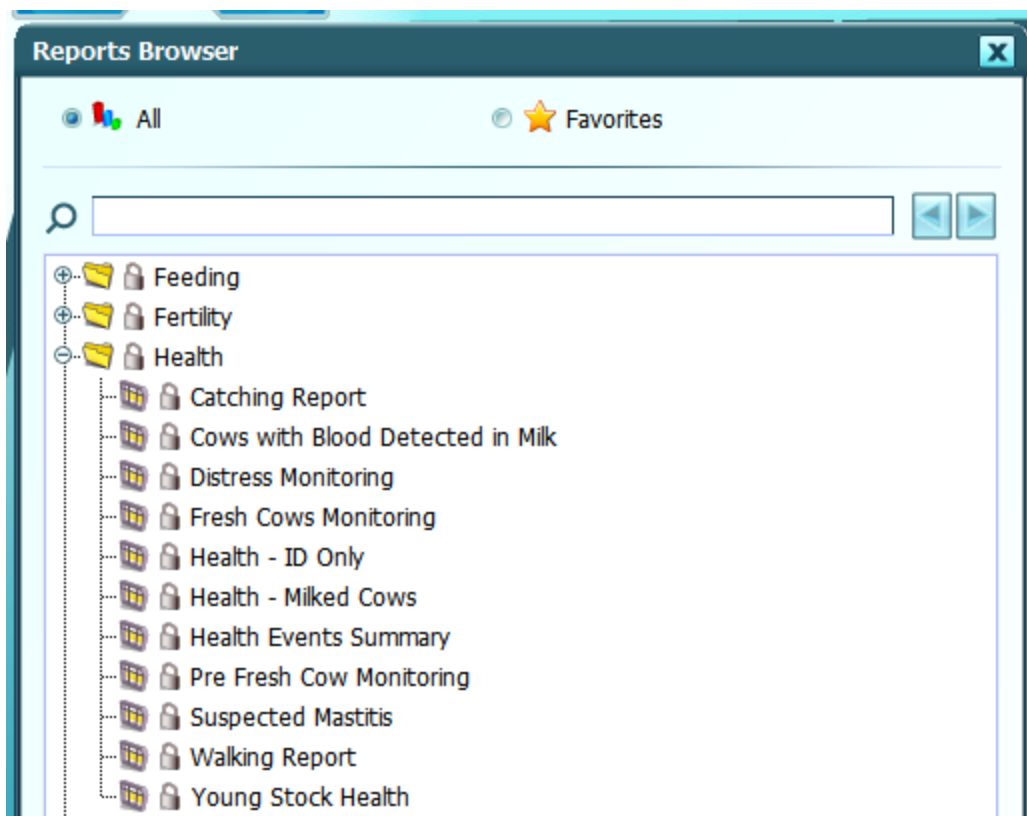 Reports Browser
All
Favorites
Feeding
Fertility
Health
Catching Report
Cows with Blood Detected in Milk
Distress Monitoring
Fresh Cows Monitoring
Health - ID Only
Health - Milked Cows
Health Events Summary
Pre Fresh Cow Monitoring
Suspected Mastitis
Walking Report
Young Stock Health